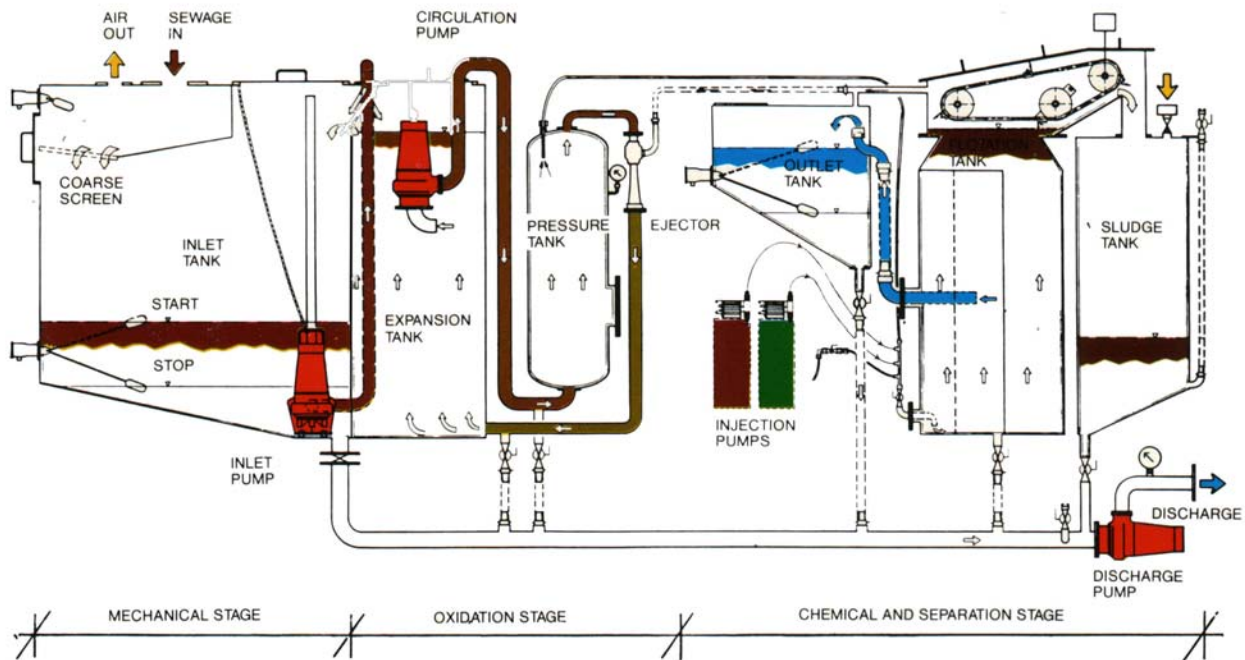 AIR
OUT
SEWAGE
IN
CIRCULATION
PUMP
COARSE
SCREEN
INLET
TANK
START
STOP
INLET
PUMP
EXPANSION
TANK
PRESSURE
TANK
EJECTOR
OUTLET
TANK
INJECTION
PUMPS
FLOTATION
TANK
SLUDGE
TANK
DISCHARGE
DISCHARGE
PUMP
MECHANICAL STAGE
OXIDATION STAGE
CHEMICAL AND SEPARATION STAGE